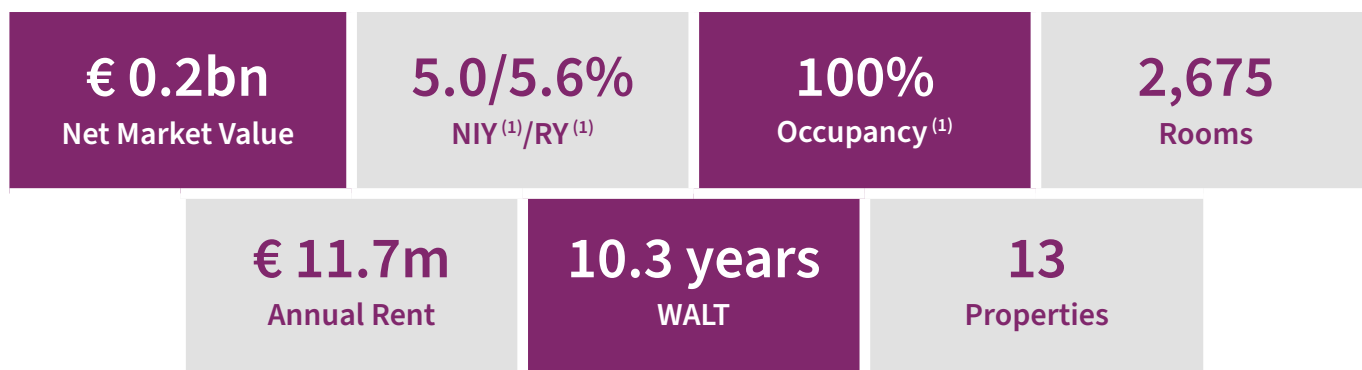 € 0.2bn
Net Market Value
5.0/5.6%
NIY (1)/RY (1)
100%
Occupancy (1)
2,675
Rooms
€ 11.7m
Annual Rent
10.3 years
WALT
13
Properties